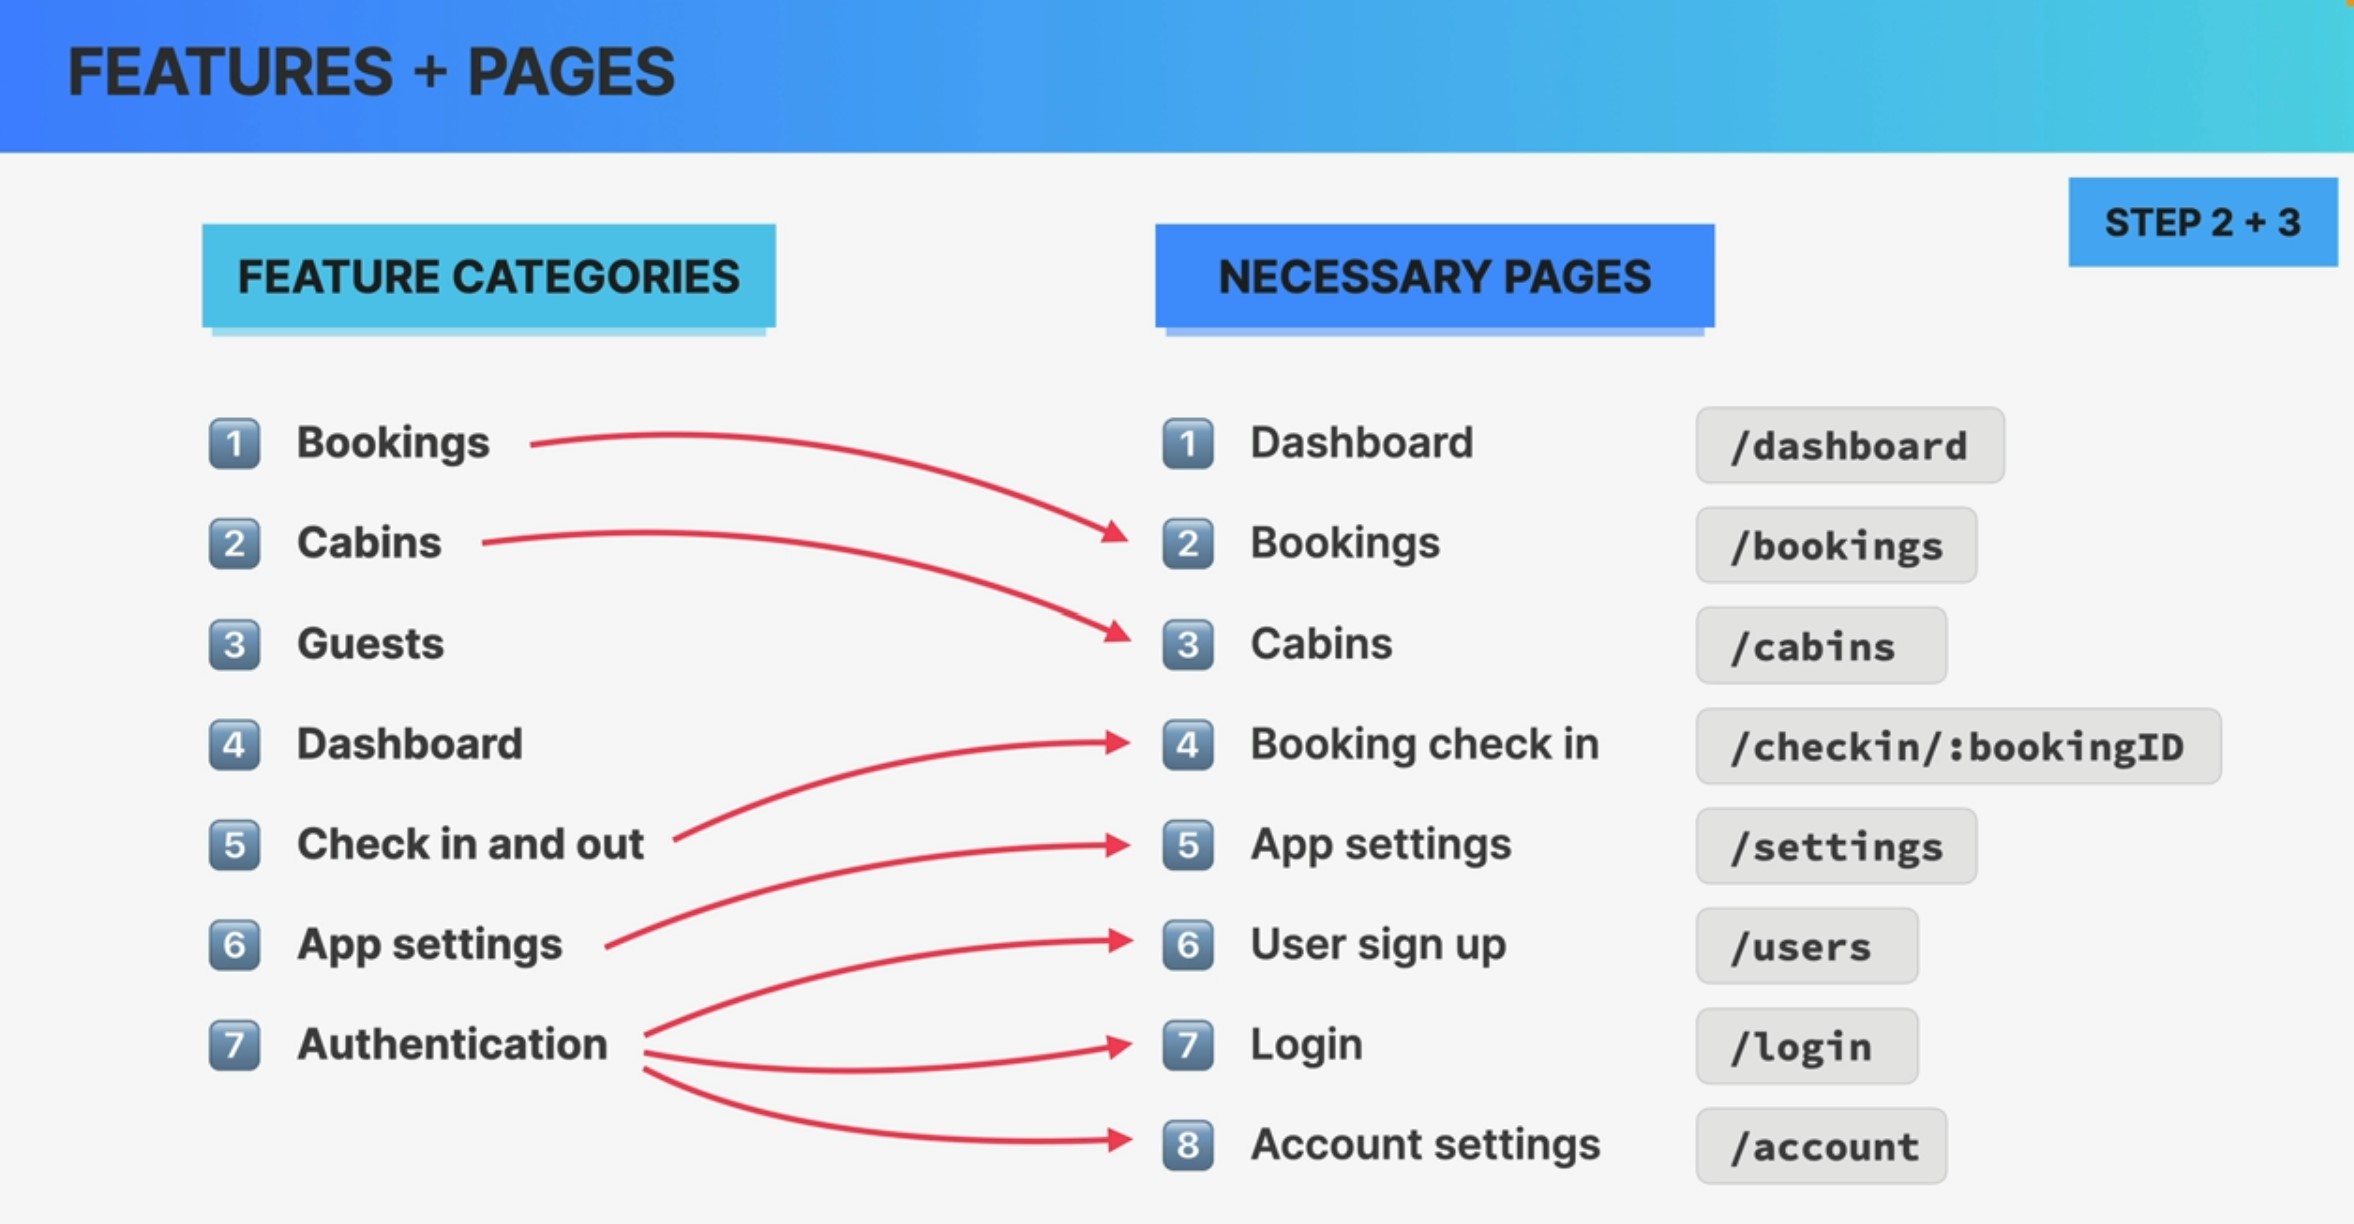 FEATURES + PAGES
STEP 2 + 3
FEATURE CATEGORIES
1 Bookings
2 Cabins
3 Guests
4 Dashboard
5 Check in and out
6 App settings
7 Authentication
NECESSARY PAGES
1 Dashboard /dashboard
2 Bookings /bookings
3 Cabins /cabins
4 Booking check in /checkin/:bookingID
5 App settings /settings
6 User sign up /users
7 Login /login
8 Account settings /account